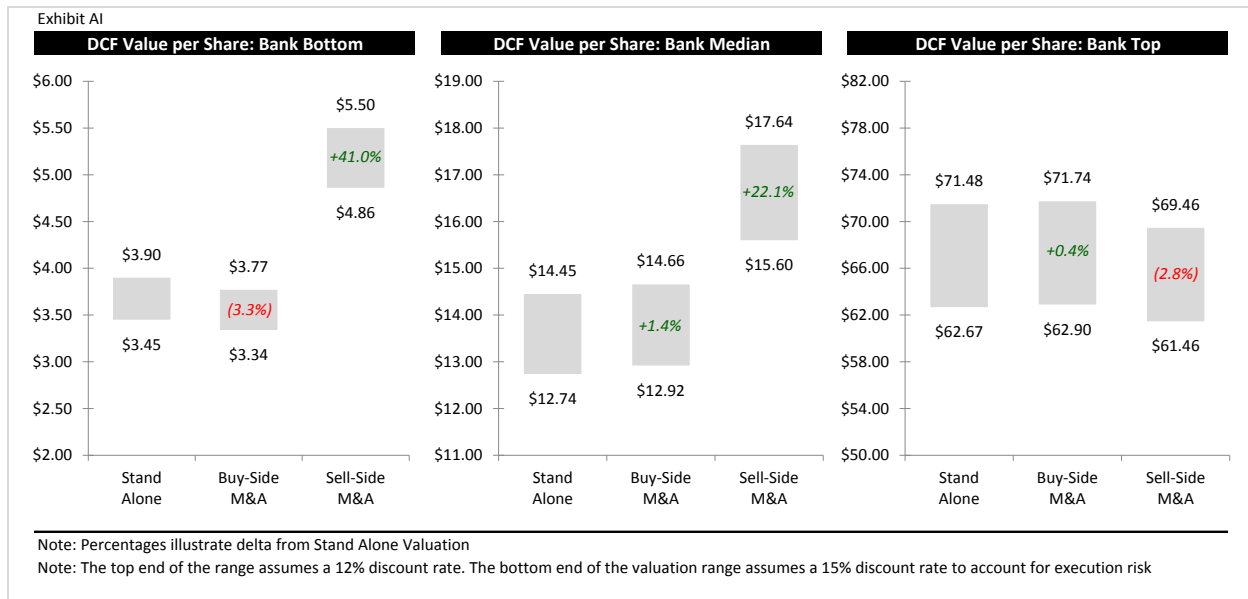 Exhibit AI
DCF Value per Share: Bank Bottom
$6.00
$5.50
$5.00
$4.50
$4.00
$3.50
$3.00
$2.50
$2.00
$3.90
$3.45
$3.77
(3.3%)
$3.34
$5.50
+41.0%
$4.86
Stand
Alone
Buy-Side
M&A
Sell-Side
M&A
DCF Value per Share: Bank Median
$19.00
$18.00
$17.00
$16.00
$15.00
$14.00
$13.00
$12.00
$11.00
$14.45
$12.74
$14.66
+1.4%
$12.92
$17.64
+22.1%
$15.60
Stand
Alone
Buy-Side
M&A
Sell-Side
M&A
DCF Value per Share: Bank Top
$82.00
$78.00
$74.00
$70.00
$66.00
$62.00
$58.00
$54.00
$50.00
$71.48
$62.67
$71.74
+0.4%
$62.90
$69.46
(2.8%)
$61.46
Stand
Alone
Buy-Side
M&A
Sell-Side
M&A
Note: Percentages illustrate delta from Stand Alone Valuation
Note: The top end of the range assumes a 12% discount rate. The bottom end of the valuation range assumes a 15% discount rate to account for execution risk